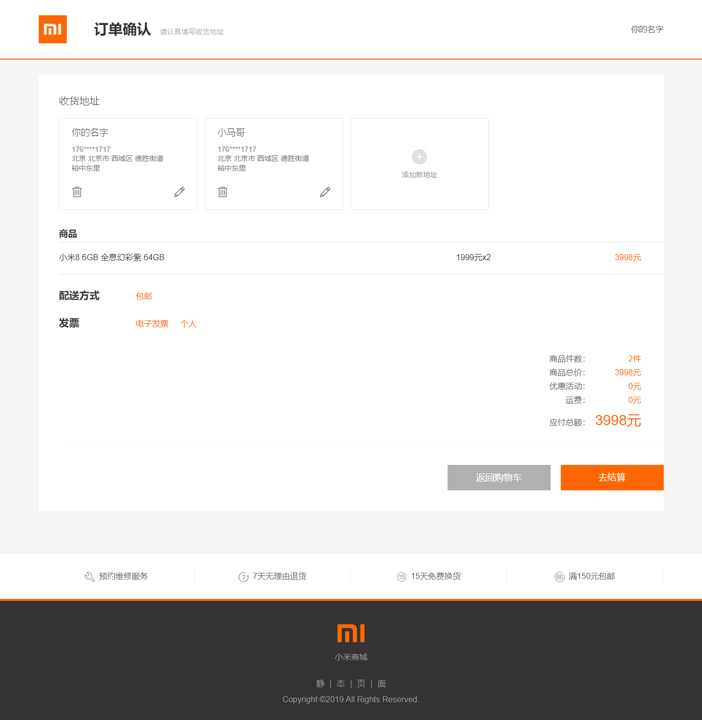 订单确认 请认真填写收货地址 你的名字
收货地址
你的名字
176****1717
北京 北京市 西城区 德胜街道
裕中东里
小马哥
176****1717
北京 北京市 西城区 德胜街道
裕中东里
添加新地址
商品
小米8 6GB 全息幻彩紫 64GB 1999元x2 3998元
配送方式 包邮
发票 电子发票 个人
商品件数： 2件
商品总价： 3998元
优惠活动： 0元
运费： 0元
应付总额： 3998元
返回购物车 去结算
预约维修服务 7天无理由退货 15天免费换货 满150元包邮
小米商城
静 | 态 | 页 | 面
Copyright ©2019 All Rights Reserved.